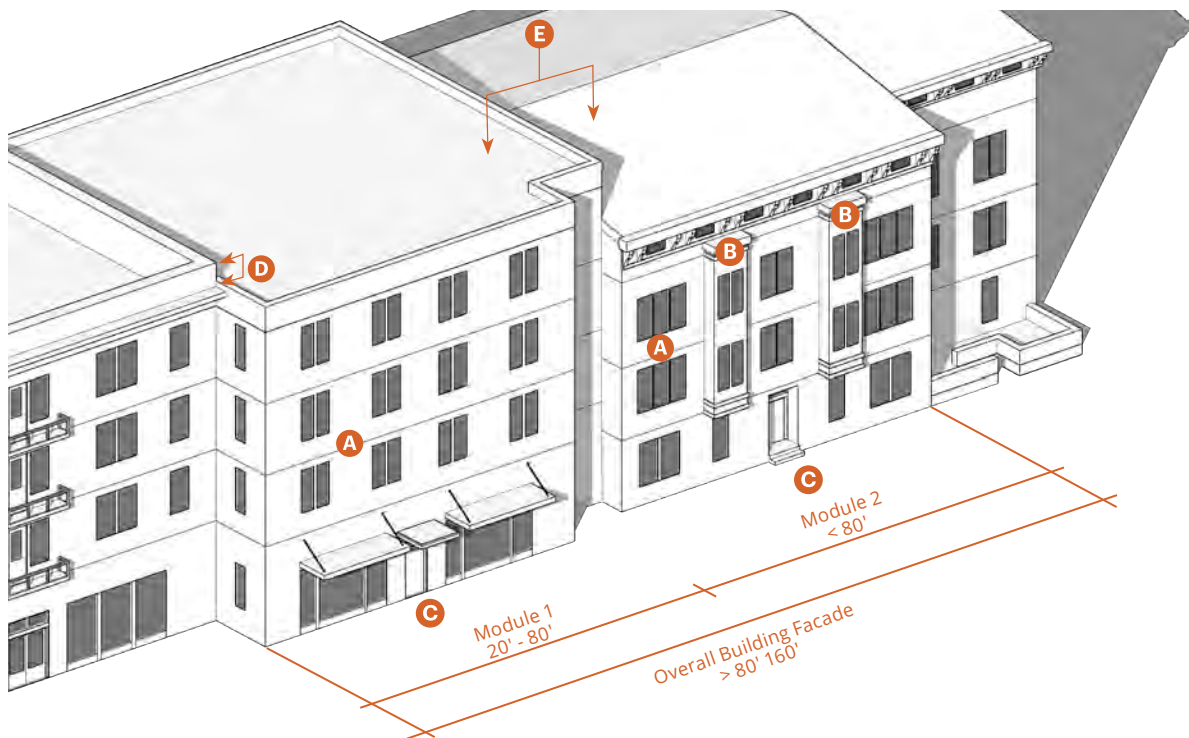 E
B
B
D
A
A
C
Module 2
< 80'
C
Module 1
20' - 80'
Overall Building Facade
> 80' 160'